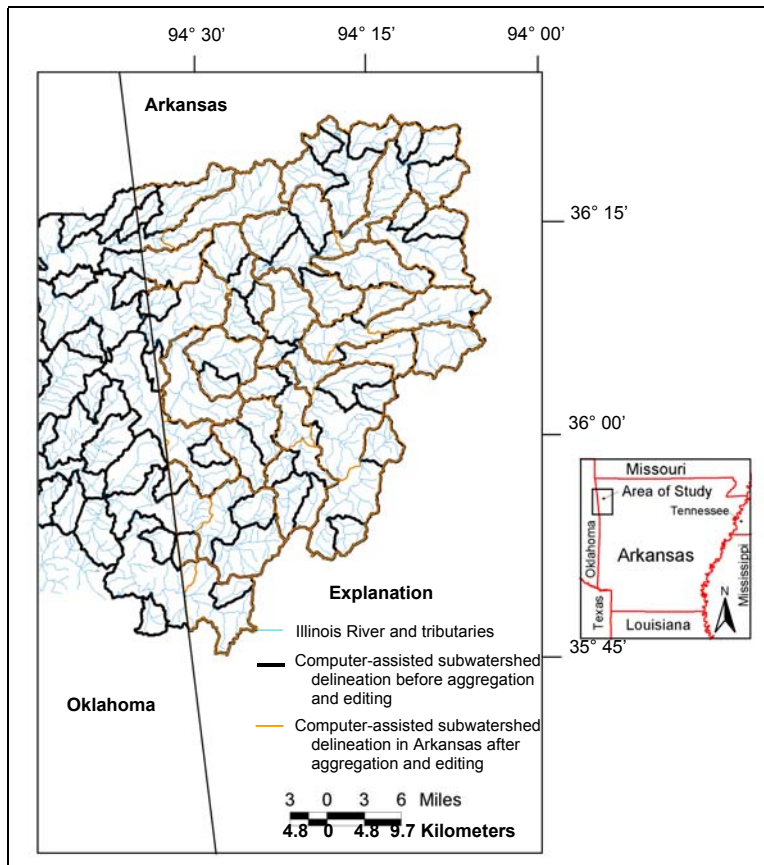 94° 30’ 94° 15’ 94° 00’
Arkansas
36° 15’
36° 00’
35° 45’
Oklahoma
Explanation
Illinois River and tributaries
Computer-assisted subwatershed
delineation before aggregation
and editing
Computer-assisted subwatershed
delineation in Arkansas after
aggregation and editing
3 0 3 6 Miles
4.8 0 4.8 9.7 Kilometers
Missouri
Area of Study
Tennessee
Oklahoma
Arkansas
Mississippi
Texas
Louisiana
N